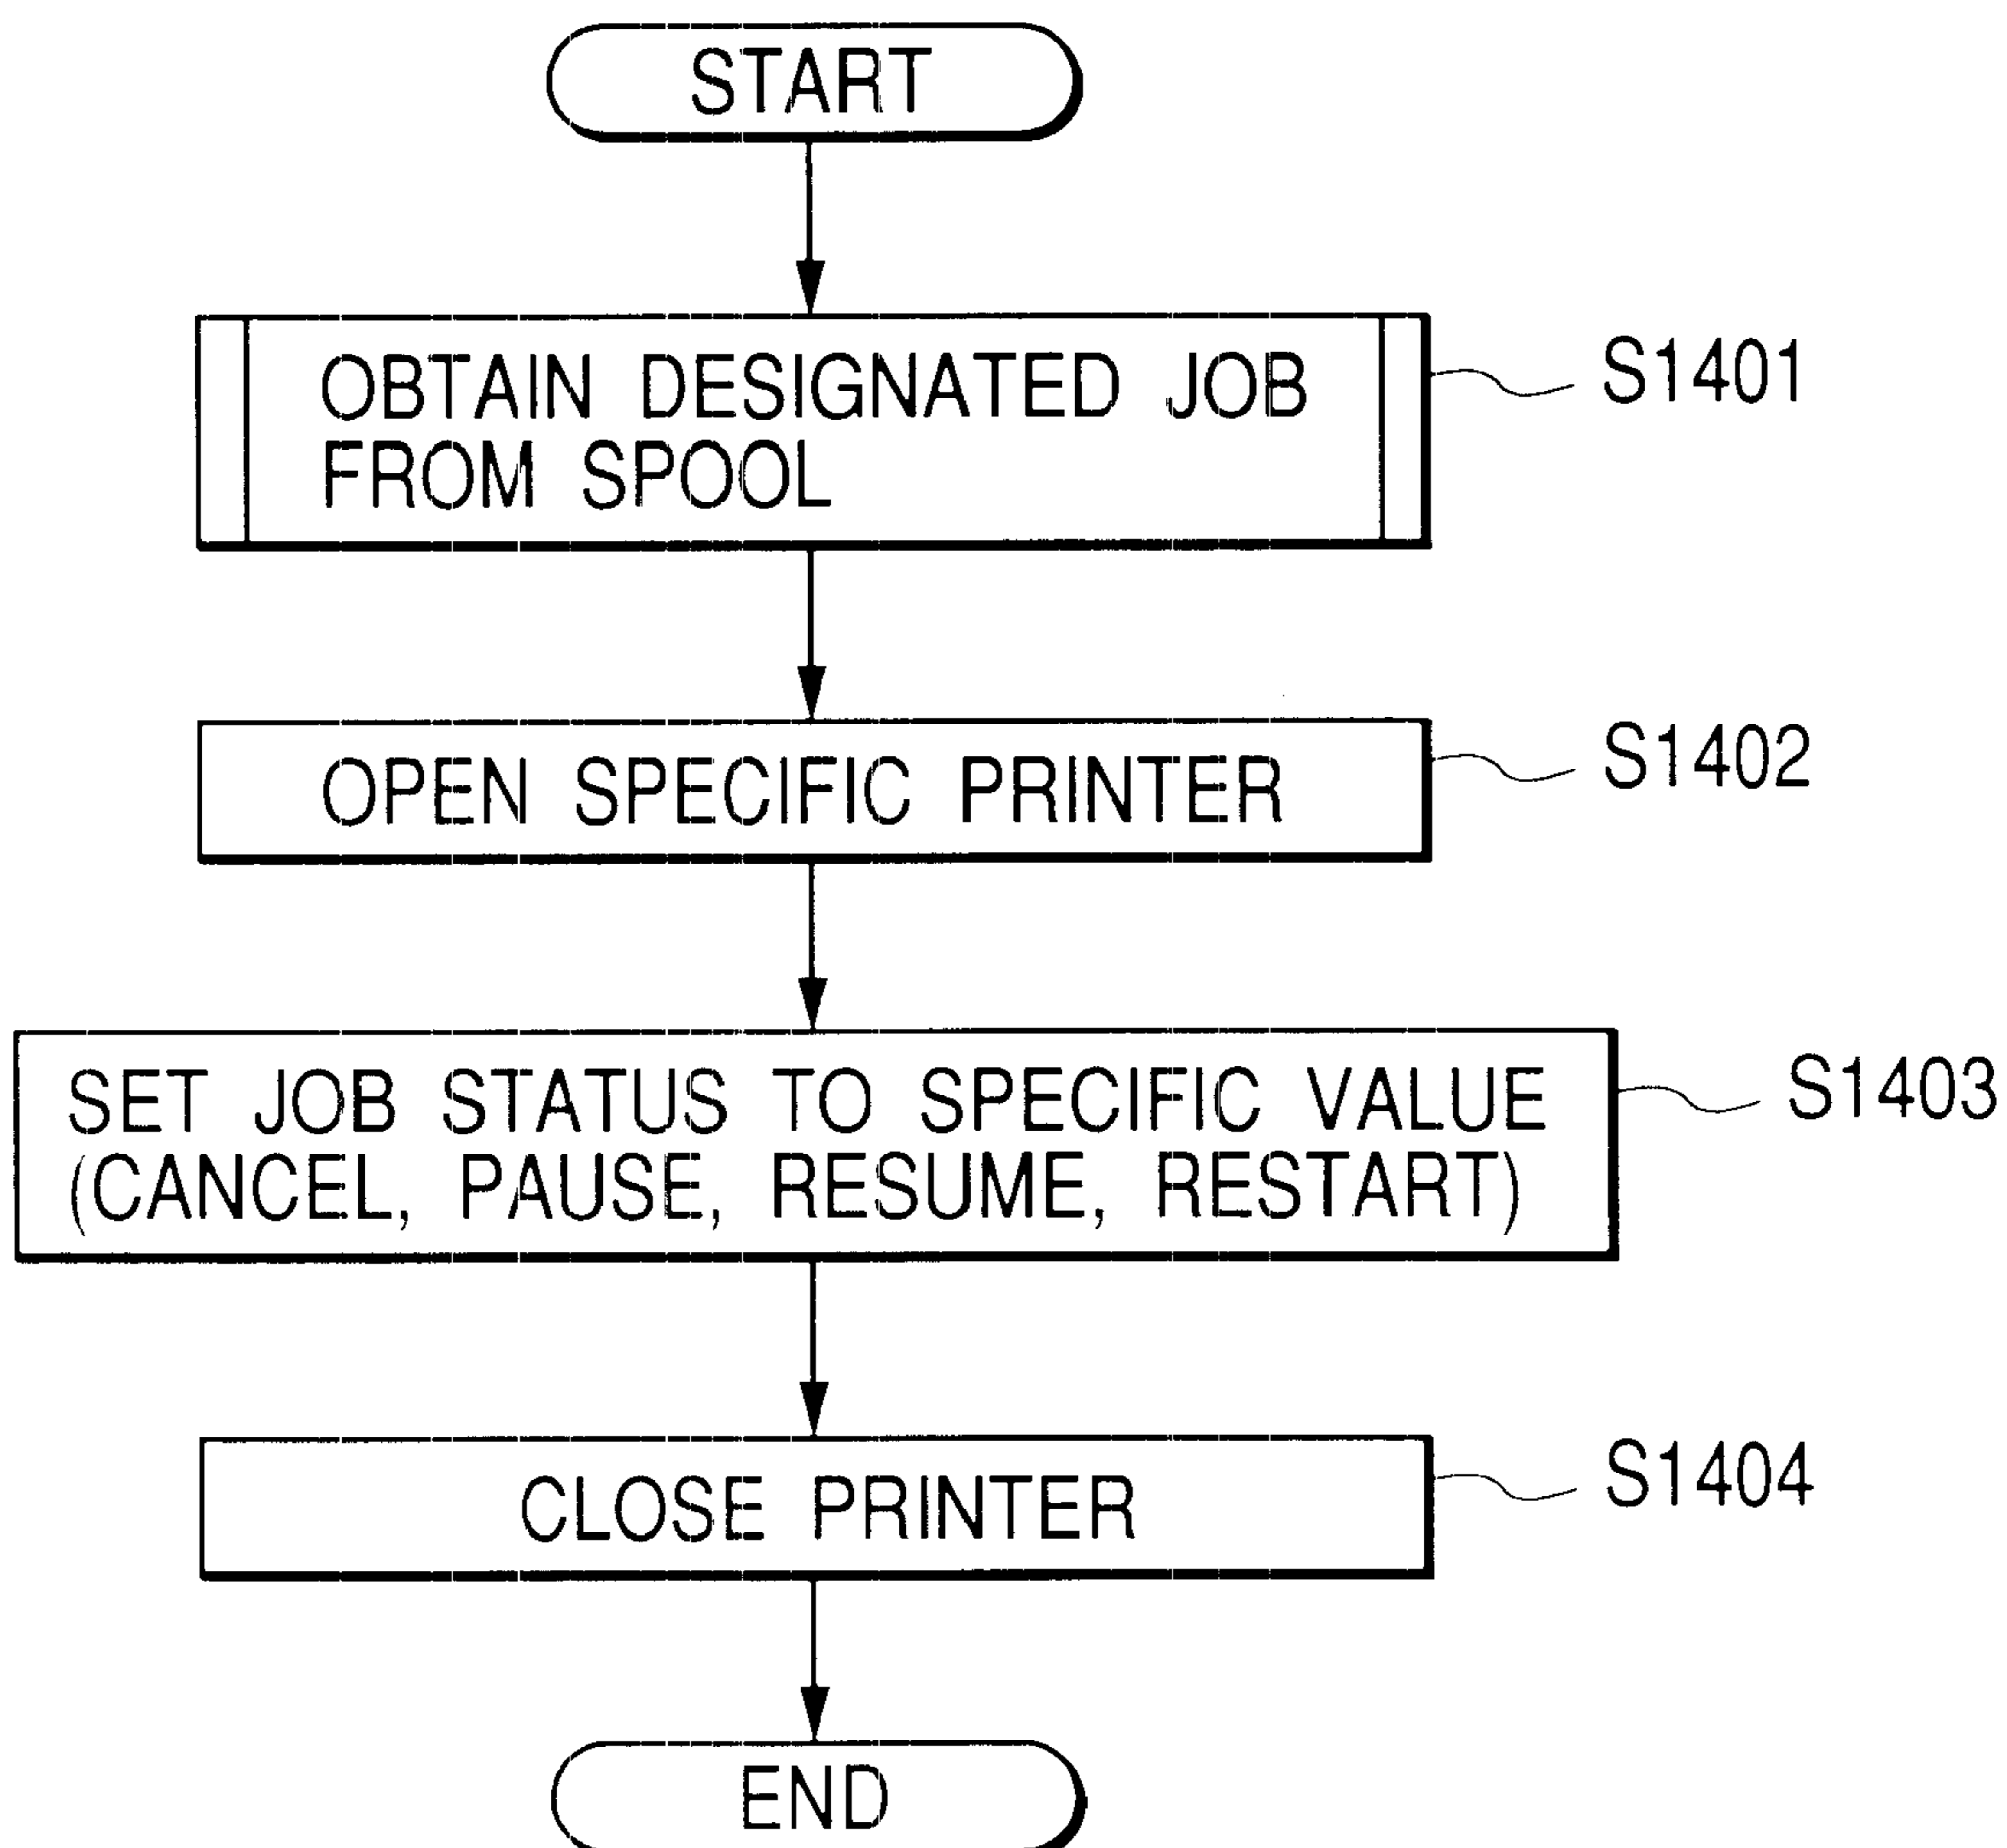 START
OBTAIN DESIGNATED JOB
FROM SPOOL
S1401
OPEN SPECIFIC PRINTER
S1402
SET JOB STATUS TO SPECIFIC VALUE
(CANCEL, PAUSE, RESUME, RESTART)
S1403
CLOSE PRINTER
S1404
END